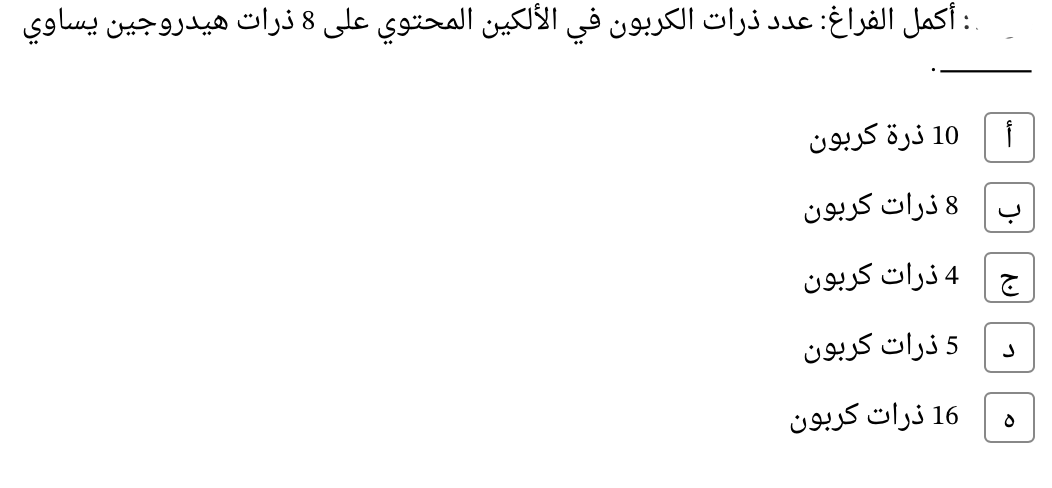 : أكمل الفراغ: عدد ذرات الكربون في الألكين المحتوي على 8 ذرات هيدروجين يساوي
_______.
أ 10 ذرة كربون
ب 8 ذرات كربون
ج 4 ذرات كربون
د 5 ذرات كربون
ه 16 ذرات كربون